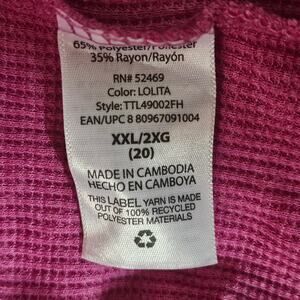 65% Polyester/Poliéster
35% Rayon/Rayón
RN# 52469
Color: LOLITA
Style: TTL49002FH
EAN/UPC 8 80967091004
XXL/2XG
(20)
MADE IN CAMBODIA
HECHO EN CAMBOYA
THIS LABEL YARN IS MADE
OUT OF 100% RECYCLED
POLYESTER MATERIALS